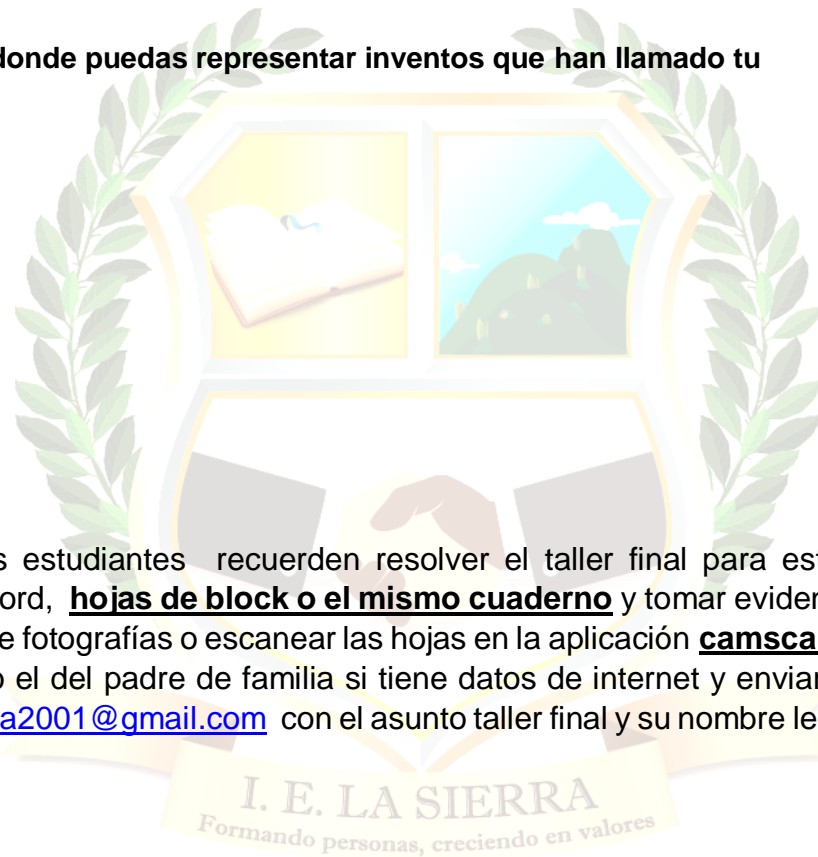 donde puedas representar inventos que han llamado tu
s estudiantes recuerden resolver el taller final para est
ord, hojas de block o el mismo cuaderno y tomar eviden
e fotografías o escanear las hojas en la aplicación camsca
o el del padre de familia si tiene datos de internet y enviar
a2001@gmail.com con el asunto taller final y su nombre le
I. E. LA SIERRA
Formando personas, creciendo en valores